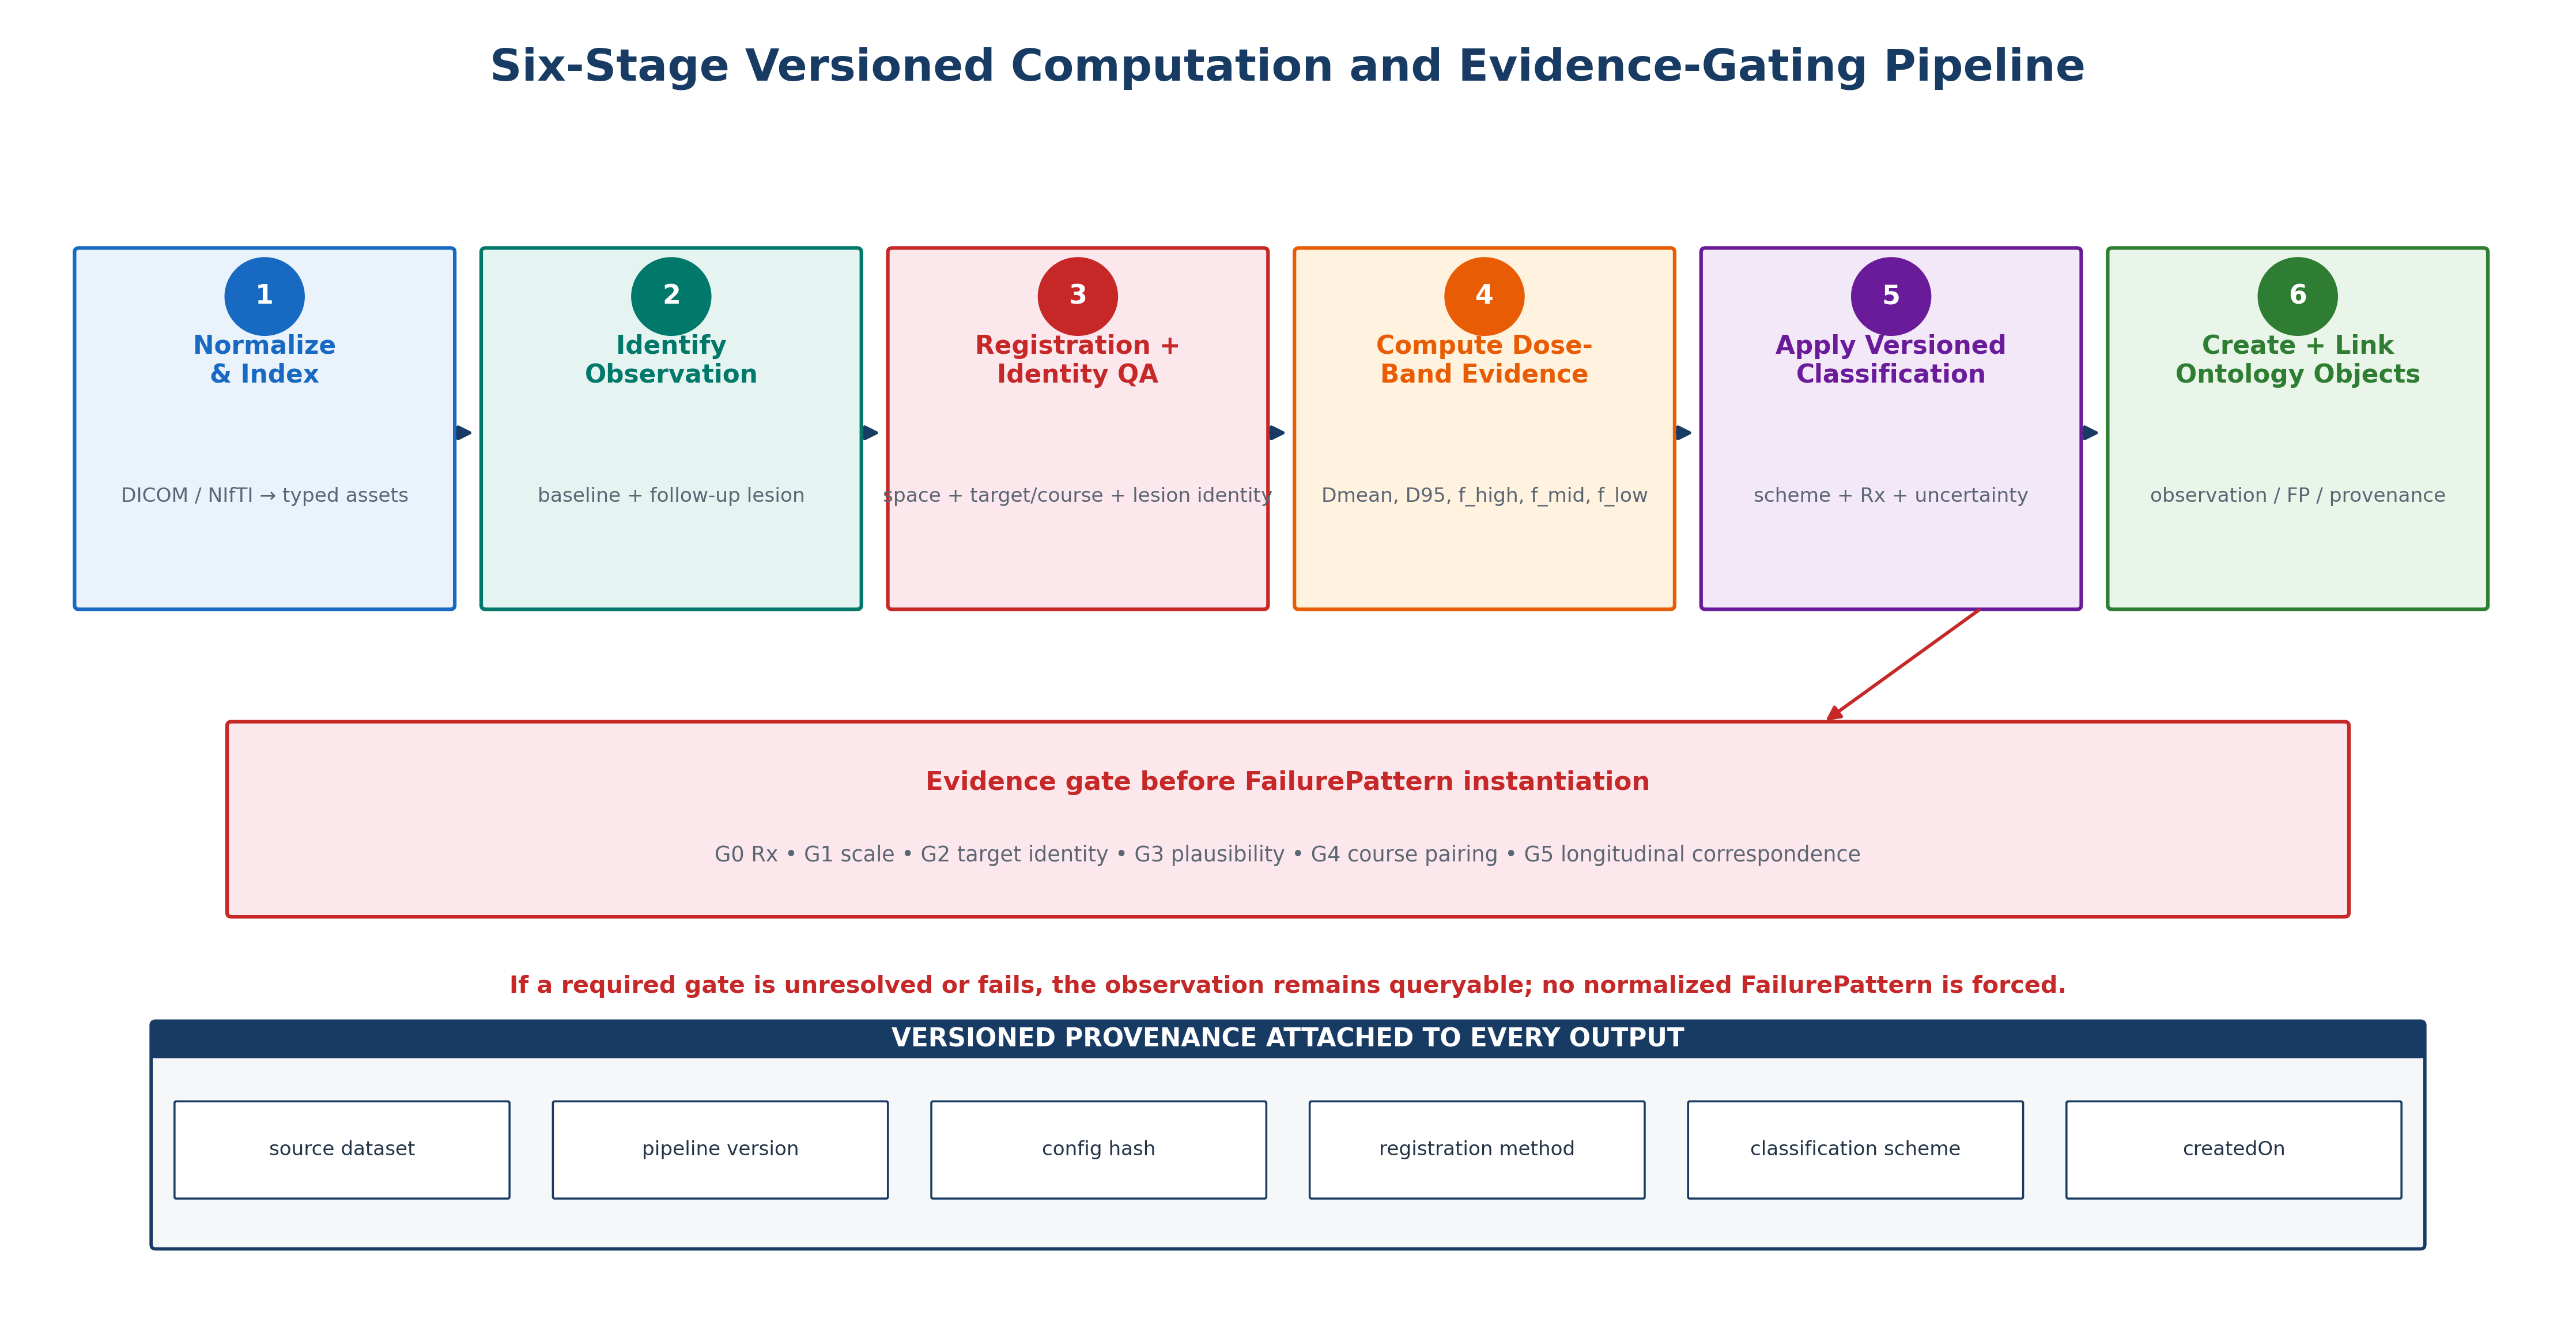 Six-Stage Versioned Computation and Evidence-Gating Pipeline
1
Normalize
& Index
DICOM / NIfTI → typed assets
2
Identify
Observation
baseline + follow-up lesion
3
Registration +
Identity QA
space + target/course + lesion identity
4
Compute Dose-
Band Evidence
Dmean, D95, f_high, f_mid, f_low
5
Apply Versioned
Classification
scheme + Rx + uncertainty
6
Create + Link
Ontology Objects
observation / FP / provenance
Evidence gate before FailurePattern instantiation
G0 Rx • G1 scale • G2 target identity • G3 plausibility • G4 course pairing • G5 longitudinal correspondence
If a required gate is unresolved or fails, the observation remains queryable; no normalized FailurePattern is forced.
VERSIONED PROVENANCE ATTACHED TO EVERY OUTPUT
source dataset
pipeline version
config hash
registration method
classification scheme
createdOn